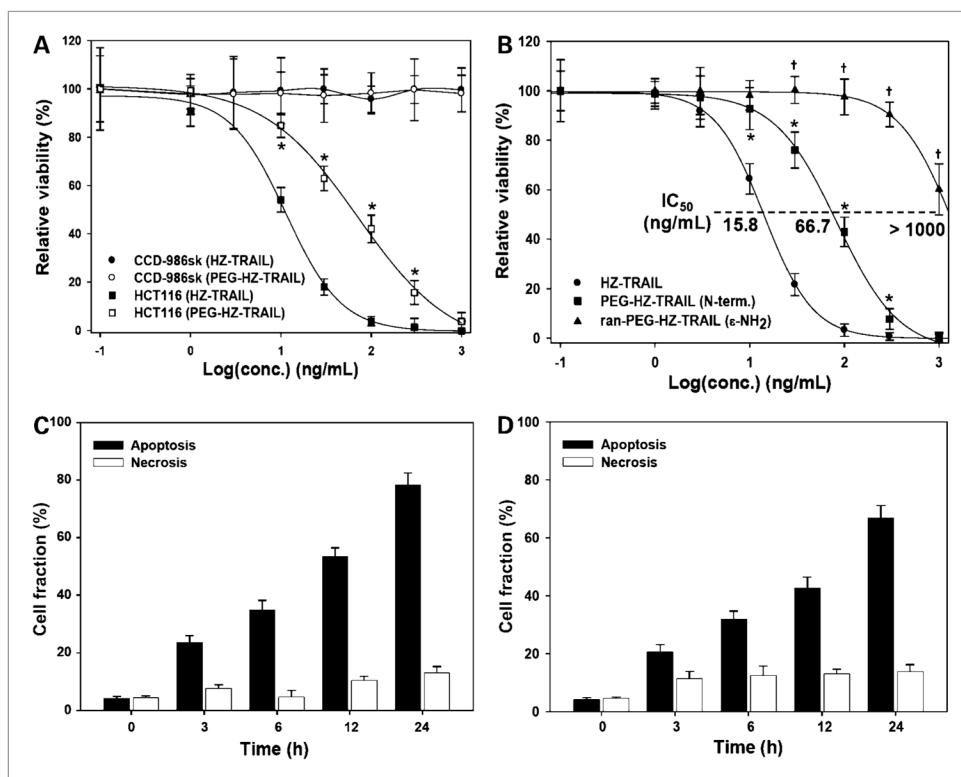 A
120
100
80
60
40
20
0
Relative viability (%)
* * * *
CCD-986sk (HZ-TRAIL)
CCD-986sk (PEG-HZ-TRAIL)
HCT116 (HZ-TRAIL)
HCT116 (PEG-HZ-TRAIL)
-1 0 1 2 3
Log(conc.) (ng/mL)
B
120
100
80
60
40
20
0
Relative viability (%)
† † † †
* * * *
IC50
(ng/mL) 15.8 66.7 > 1000
HZ-TRAIL
PEG-HZ-TRAIL (N-term.)
ran-PEG-HZ-TRAIL (ε-NH2)
-1 0 1 2 3
Log(conc.) (ng/mL)
C
100
80
60
40
20
0
Cell fraction (%)
Apoptosis
Necrosis
0 3 6 12 24
Time (h)
D
100
80
60
40
20
0
Cell fraction (%)
Apoptosis
Necrosis
0 3 6 12 24
Time (h)